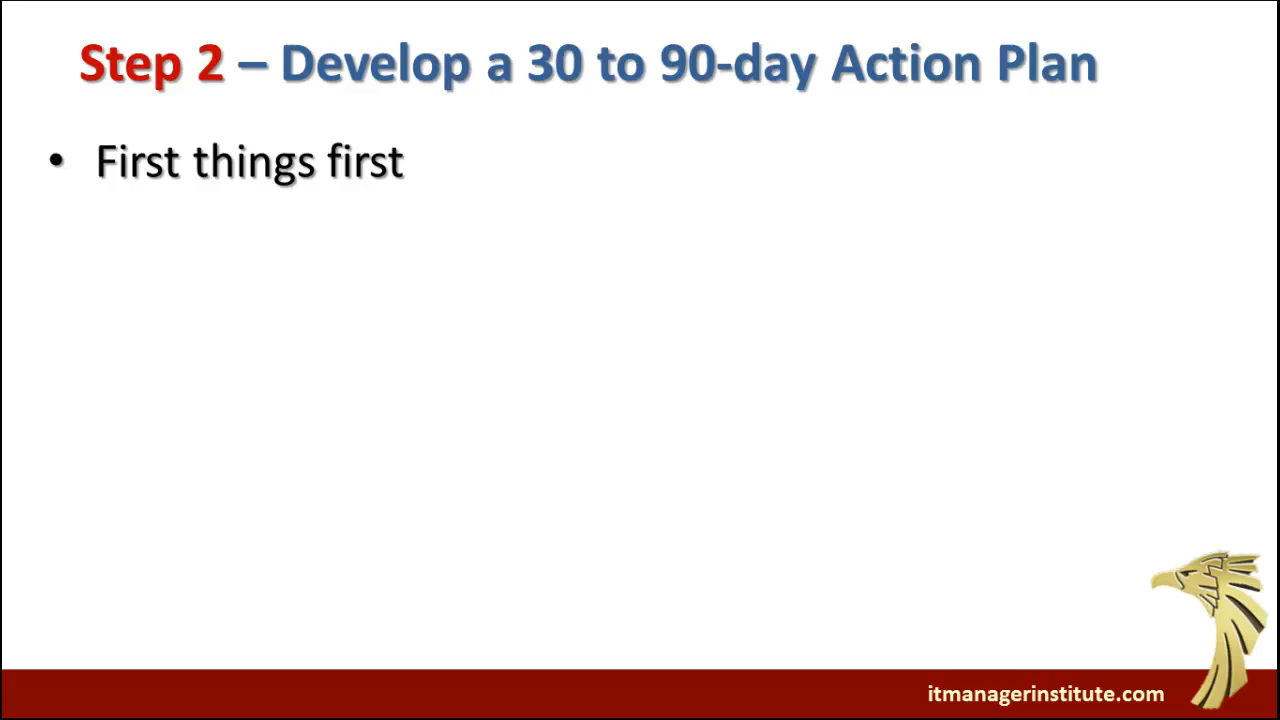 Step 2 – Develop a 30 to 90-day Action Plan
• First things first
itmanagerinstitute.com